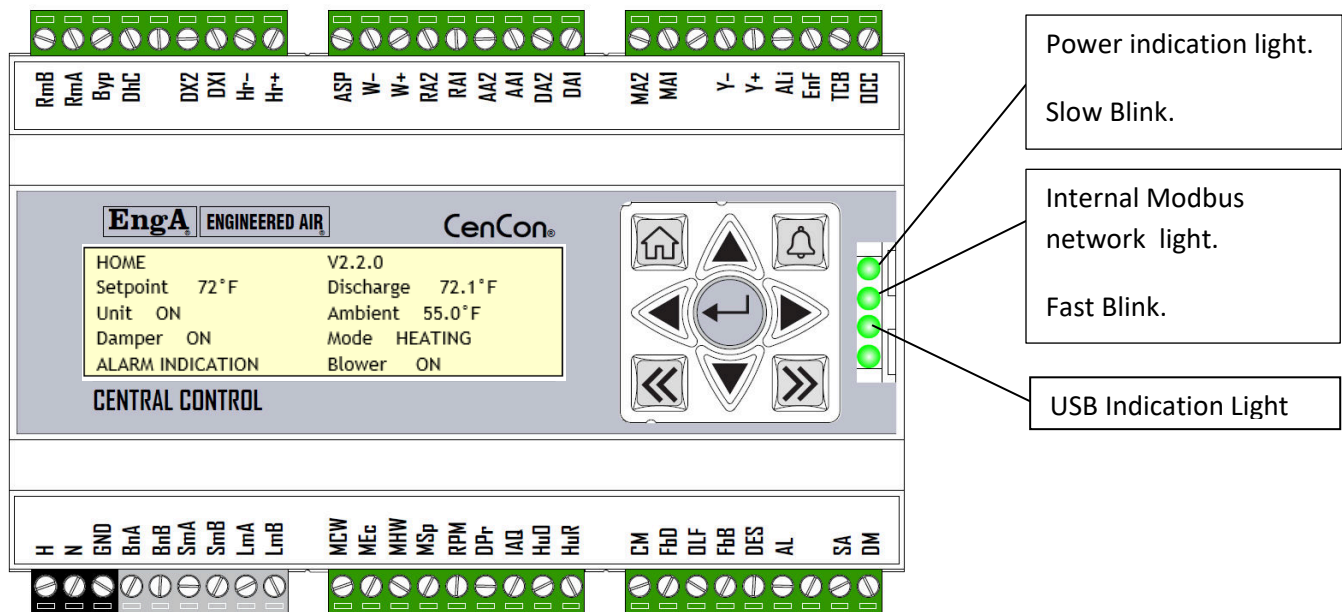 RmB RmA Byp DhC DX2 DX1 Hr- Hr+
ASP W- W+ RA2 RA1 AA2 AA1 DA2 DA1
MA2 MA1 Y- Y+ ALi EnF TCB OCC
Power indication light.
Slow Blink.
Internal Modbus
network light.
Fast Blink.
USB Indication Light
EngA ENGINEERED AIR CenCon®
HOME V2.2.0
Setpoint 72°F Discharge 72.1°F
Unit ON Ambient 55.0°F
Damper ON Mode HEATING
ALARM INDICATION Blower ON
CENTRAL CONTROL
H N GND BnA BnB SmA SmB LmA LmB
MCW MEc MHW MSp RPM DPr IAQ HuD HuR
CM FbD DLF FbB DES AL SA DM